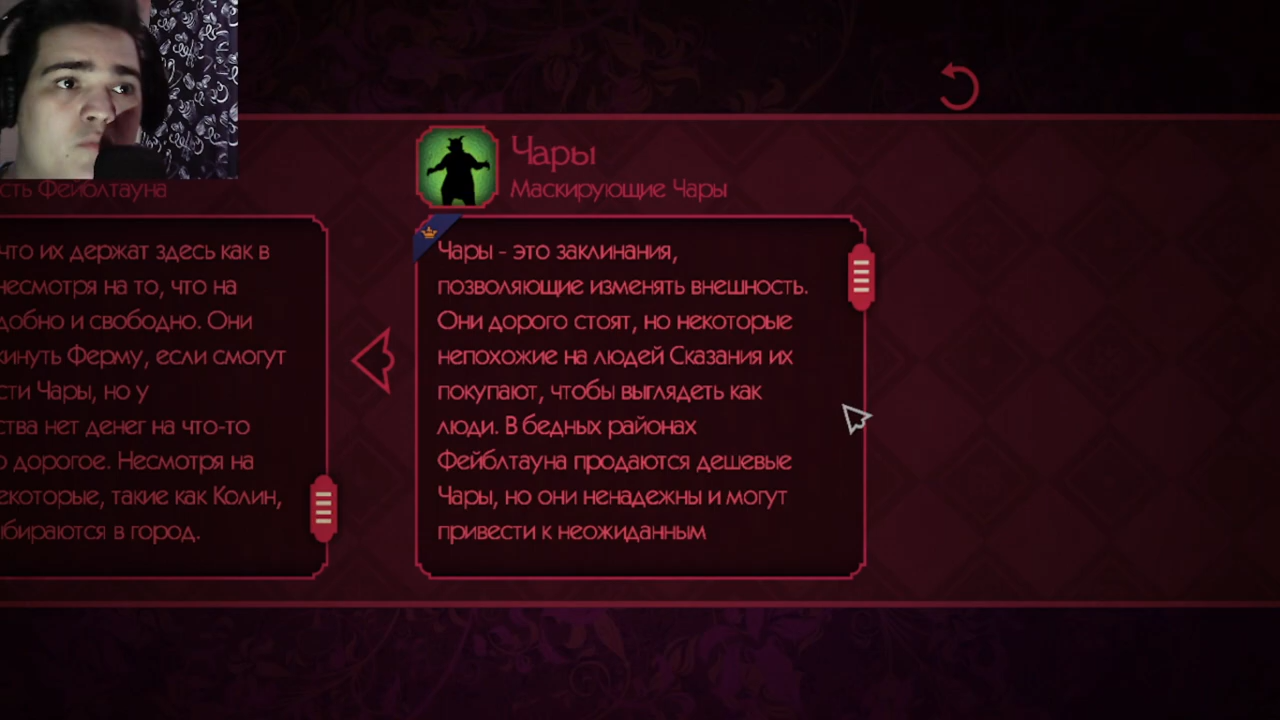 сть Фейблтауна
что их держат здесь как в
несмотря на то, что на
добно и свободно. Они
кинуть Ферму, если смогут
сти Чары, но у
ства нет денег на что-то
о дорогое. Несмотря на
екоторые, такие как Колин,
бираются в город.
Чары
Маскирующие Чары
Чары - это заклинания,
позволяющие изменять внешность.
Они дорого стоят, но некоторые
непохожие на людей Сказания их
покупают, чтобы выглядеть как
люди. В бедных районах
Фейблтауна продаются дешевые
Чары, но они ненадежны и могут
привести к неожиданным